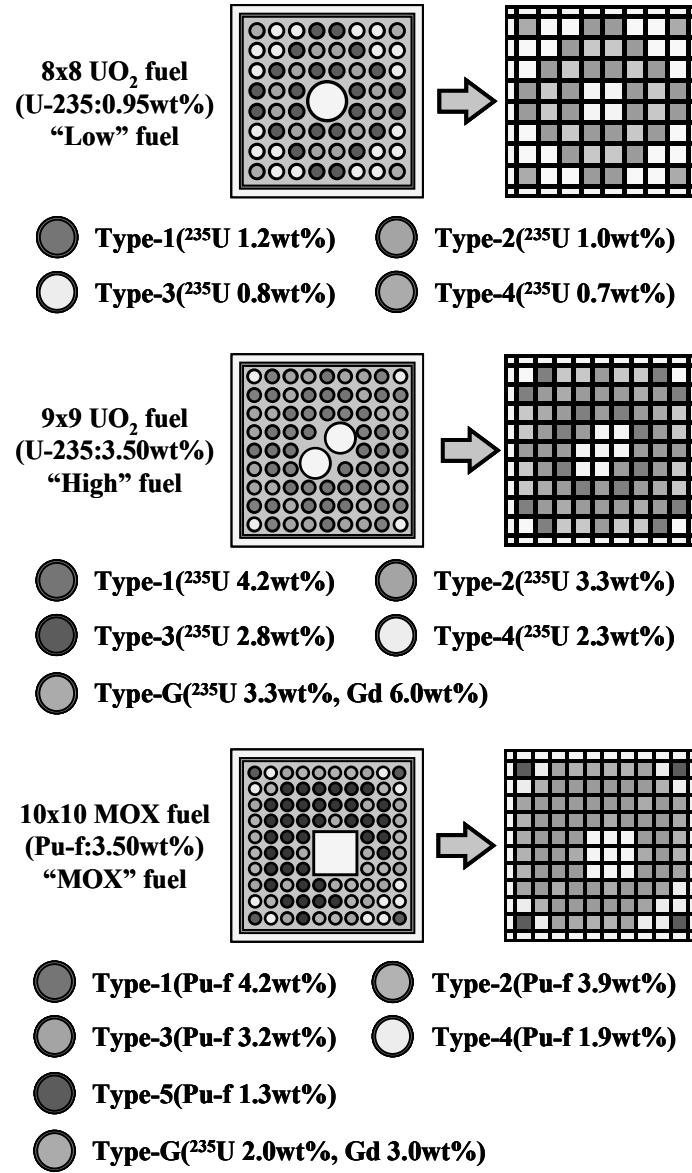 8x8 UO2 fuel
(U-235:0.95wt%)
“Low” fuel
Type-1(235U 1.2wt%) Type-2(235U 1.0wt%)
Type-3(235U 0.8wt%) Type-4(235U 0.7wt%)
9x9 UO2 fuel
(U-235:3.50wt%)
“High” fuel
Type-1(235U 4.2wt%) Type-2(235U 3.3wt%)
Type-3(235U 2.8wt%) Type-4(235U 2.3wt%)
Type-G(235U 3.3wt%, Gd 6.0wt%)
10x10 MOX fuel
(Pu-f:3.50wt%)
“MOX” fuel
Type-1(Pu-f 4.2wt%) Type-2(Pu-f 3.9wt%)
Type-3(Pu-f 3.2wt%) Type-4(Pu-f 1.9wt%)
Type-5(Pu-f 1.3wt%)
Type-G(235U 2.0wt%, Gd 3.0wt%)